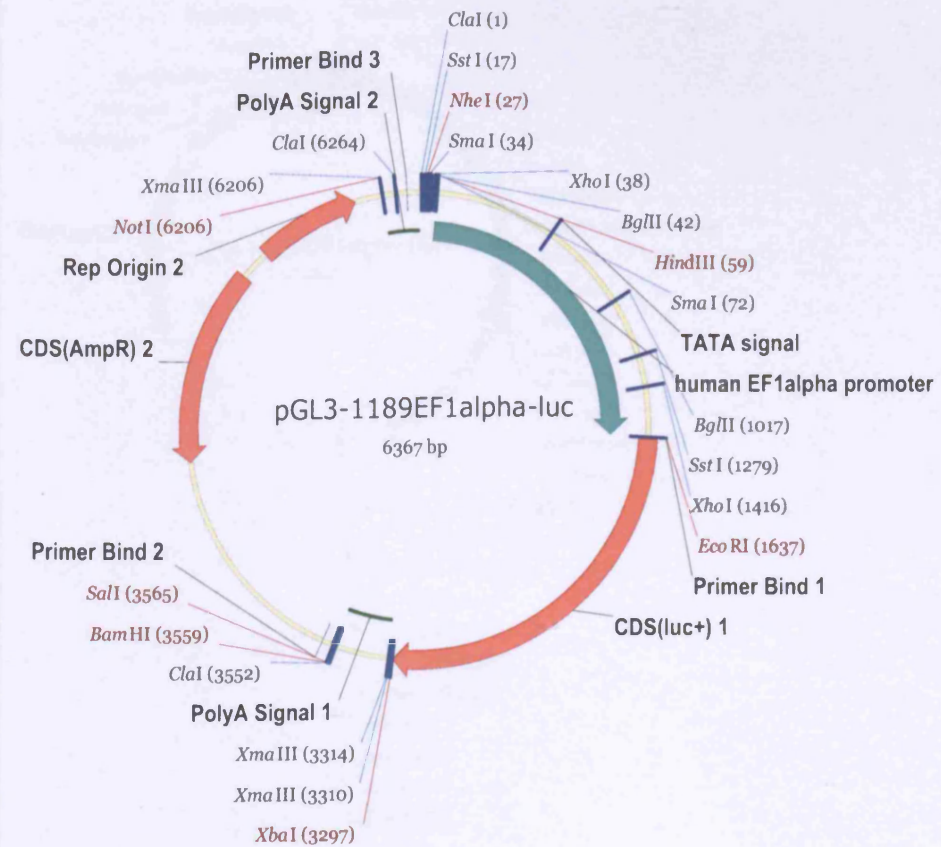 ClaI (1)
Primer Bind 3
SstI (17)
PolyA Signal 2
NheI (27)
ClaI (6264)
SmaI (34)
XmaIII (6206)
XhoI (38)
NotI (6206)
BglII (42)
Rep Origin 2
HindIII (59)
SmaI (72)
CDS(AmpR) 2
TATA signal
human EF1alpha promoter
pGL3-1189EF1alpha-luc
6367 bp
BglII (1017)
SstI (1279)
XhoI (1416)
EcoRI (1637)
Primer Bind 2
Primer Bind 1
SalI (3565)
CDS(luc+) 1
BamHI (3559)
ClaI (3552)
PolyA Signal 1
XmaIII (3314)
XmaIII (3310)
XbaI (3297)